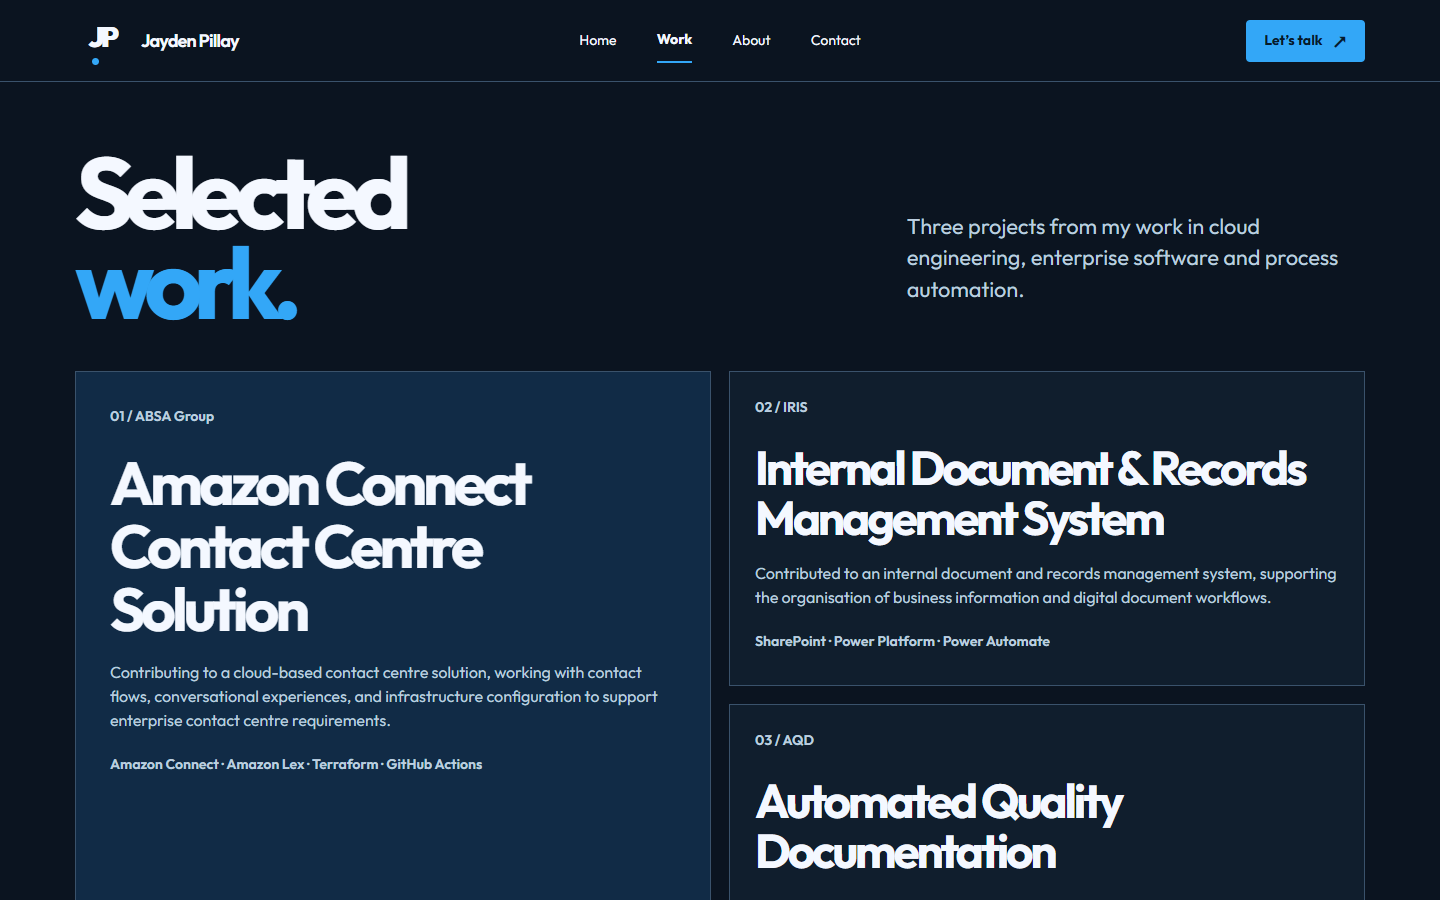 JP
Jayden Pillay
Home
Work
About
Contact
Let's talk ↗
Selected
work.
Three projects from my work in cloud
engineering, enterprise software and process
automation.
01 / ABSA Group
Amazon Connect
Contact Centre
Solution
Contributing to a cloud-based contact centre solution, working with contact
flows, conversational experiences, and infrastructure configuration to support
enterprise contact centre requirements.
Amazon Connect · Amazon Lex · Terraform · GitHub Actions
02 / IRIS
Internal Document & Records
Management System
Contributed to an internal document and records management system, supporting
the organisation of business information and digital document workflows.
SharePoint · Power Platform · Power Automate
03 / AQD
Automated Quality
Documentation